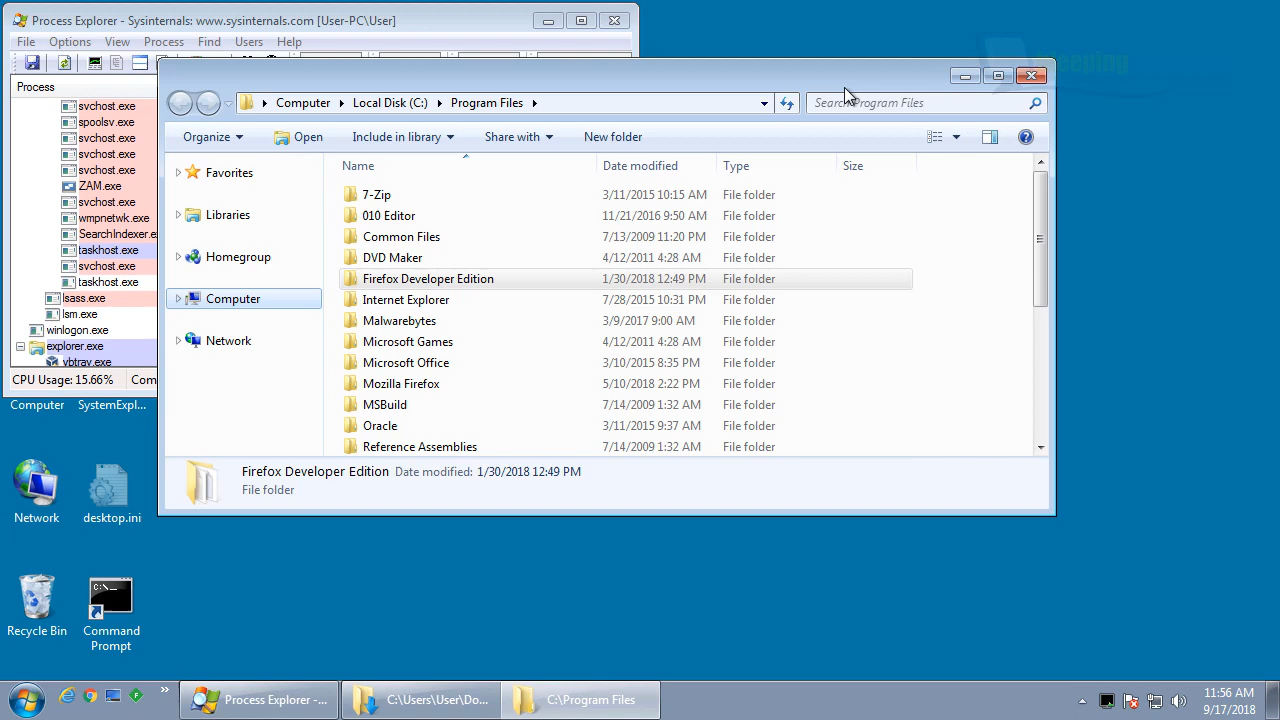 Process Explorer - Sysinternals: www.sysinternals.com [User-PC\User]
File Options View Process Find Users Help
Process
svchost.exe
spoolsv.exe
svchost.exe
svchost.exe
svchost.exe
ZAM.exe
svchost.exe
wmpnetwk.exe
SearchIndexer.e
taskhost.exe
svchost.exe
taskhost.exe
lsass.exe
lsm.exe
winlogon.exe
explorer.exe
vbtrav.exe
CPU Usage: 15.66% Com
Computer Local Disk (C:) Program Files
Search Program Files
Organize Open Include in library Share with New folder
Favorites
Libraries
Homegroup
Computer
Network
Name Date modified Type Size
7-Zip 3/11/2015 10:15 AM File folder
010 Editor 11/21/2016 9:50 AM File folder
Common Files 7/13/2009 11:20 PM File folder
DVD Maker 4/12/2011 4:28 AM File folder
Firefox Developer Edition 1/30/2018 12:49 PM File folder
Internet Explorer 7/28/2015 10:31 PM File folder
Malwarebytes 3/9/2017 9:00 AM File folder
Microsoft Games 4/12/2011 4:28 AM File folder
Microsoft Office 3/10/2015 8:35 PM File folder
Mozilla Firefox 5/10/2018 2:22 PM File folder
MSBuild 7/14/2009 1:32 AM File folder
Oracle 3/11/2015 9:37 AM File folder
Reference Assemblies 7/14/2009 1:32 AM File folder
Firefox Developer Edition Date modified: 1/30/2018 12:49 PM
File folder
Bleeping
Computer
SystemExpl...
Network
desktop.ini
Recycle Bin
C:\_
Command
Prompt
Process Explorer -...
C:\Users\User\Do...
C:\Program Files
11:56 AM
9/17/2018